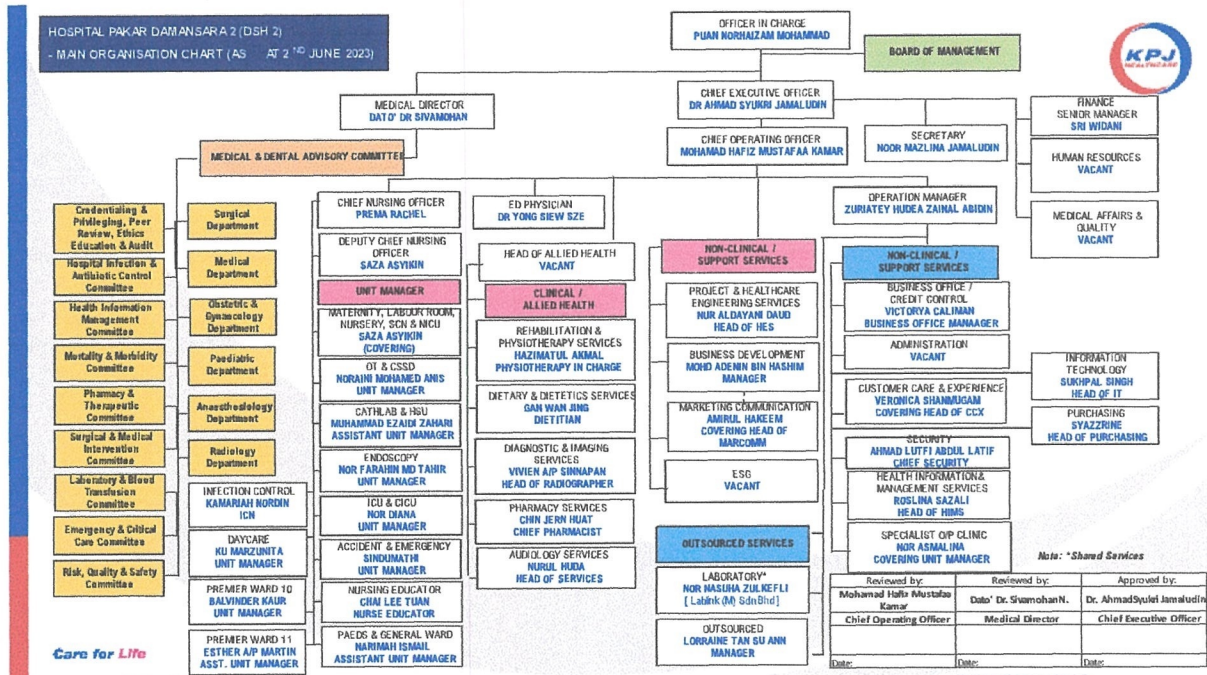 HOSPITAL PAKAR DAMANSARA 2 (DSH 2)
- MAIN ORGANISATION CHART (AS AT 2 ND JUNE 2023)
OFFICER IN CHARGE
PUAN NORHAIZAM MOHAMMAD
BOARD OF MANAGEMENT
KPJ
HEALTHCARE
MEDICAL DIRECTOR
DATO' DR SIVAMOHAN
CHIEF EXECUTIVE OFFICER
DR AHMAD SYUKRI JAMALUDIN
CHIEF OPERATING OFFICER
MOHAMAD HAFIZ MUSTAFAA KAMAR
SECRETARY
NOOR MAZLINA JAMALUDIN
FINANCE
SENIOR MANAGER
SRI WIDANI
HUMAN RESOURCES
VACANT
MEDICAL AFFAIRS &
QUALITY
VACANT
MEDICAL & DENTAL ADVISORY COMMITTEE
Credentialing &
Privileging, Peer
Review, Ethics
Education & Audit
Hospital Infection &
Antibiotic Control
Committee
Health Information
Management
Committee
Mortality & Morbidity
Committee
Pharmacy &
Therapeutic
Committee
Surgical & Medical
Intervention
Committee
Laboratory & Blood
Transfusion
Committee
Emergency & Critical
Care Committee
Risk, Quality & Safety
Committee
Surgical
Department
Medical
Department
Obstetric &
Gynaecology
Department
Paediatric
Department
Anaesthesiology
Department
Radiology
Department
INFECTION CONTROL
KAMARIAH NORDIN
ICN
DAYCARE
KU MARZUNITA
UNIT MANAGER
PREMIER WARD 10
BALVINDER KAUR
UNIT MANAGER
PREMIER WARD 11
ESTHER A/P MARTIN
ASST. UNIT MANAGER
CHIEF NURSING OFFICER
PREMA RACHEL
DEPUTY CHIEF NURSING
OFFICER
SAZA ASYIKIN
UNIT MANAGER
MATERNITY, LABOUR ROOM,
NURSERY, SCN & NICU
SAZA ASYIKIN
(COVERING)
OT & CSSD
NORAINI MOHAMED ANIS
UNIT MANAGER
CATHLAB & HSU
MUHAMMAD EZAIDI ZAHARI
ASSISTANT UNIT MANAGER
ENDOSCOPY
NOR FARAHIN MD TAHIR
UNIT MANAGER
ICU & CICU
NOR DIANA
UNIT MANAGER
ACCIDENT & EMERGENCY
SINDUMATHI
UNIT MANAGER
NURSING EDUCATOR
CHAI LEE TUAN
NURSE EDUCATOR
PAEDS & GENERAL WARD
NARIMAH ISMAIL
ASSISTANT UNIT MANAGER
ED PHYSICIAN
DR YONG SIEW SZE
HEAD OF ALLIED HEALTH
VACANT
CLINICAL /
ALLIED HEALTH
REHABILITATION &
PHYSIOTHERAPY SERVICES
HAZIMATUL AKMAL
PHYSIOTHERAPY IN CHARGE
DIETARY & DIETETICS SERVICES
GAN WAN JING
DIETITIAN
DIAGNOSTIC & IMAGING
SERVICES
VIVIEN A/P SINNAPAN
HEAD OF RADIOGRAPHER
PHARMACY SERVICES
CHIN JERN HUAT
CHIEF PHARMACIST
AUDIOLOGY SERVICES
NURUL HUDA
HEAD OF SERVICES
NON-CLINICAL /
SUPPORT SERVICES
PROJECT & HEALTHCARE
ENGINEERING SERVICES
NUR ALDAYANI DAUD
HEAD OF HES
BUSINESS DEVELOPMENT
MOHD ADENIN BIN HASHIM
MANAGER
MARKETING COMMUNICATION
AMIRUL HAKEEM
COVERING HEAD OF
MARCOMM
ESG
VACANT
OUTSOURCED SERVICES
LABORATORY*
NOR NASUHA ZULKEFLI
[ Lablink (M) SdnBhd]
OUTSOURCED
LORRAINE TAN SU ANN
MANAGER
OPERATION MANAGER
ZURIATEY HUDEA ZAINAL ABIDIN
NON-CLINICAL /
SUPPORT SERVICES
BUSINESS OFFICE /
CREDIT CONTROL
VICTORYA CALIMAN
BUSINESS OFFICE MANAAGER
ADMINISTRATION
VACANT
CUSTOMER CARE & EXPERIENCE
VERONICA SHANMUGAM
COVERING HEAD OF CCX
SECURITY
AHMAD LUTFI ABDUL LATIF
CHIEF SECURITY
HEALTH INFORMATION&
MANAGEMENT SERVICES
ROSLINA SAZALI
HEAD OF HIMS
SPECIALIST O/P CLINIC
NOR ASMALINA
COVERING UNIT MANAGER
INFORMATION
TECHNOLOGY
SUKHPAL SINGH
HEAD OF IT
PURCHASING
SYAZZRINE
HEAD OF PURCHASING
Note: *Shared Services
Reviewed by: Reviewed by: Approved by:
Mohamad Hafiz Mustafaa Kamar Dato' Dr. Sivamohan N. Dr. AhmadSyukri Jamaludin
Chief Operating Officer Medical Director Chief Executive Officer
Date: Date: Date:
Care for Life